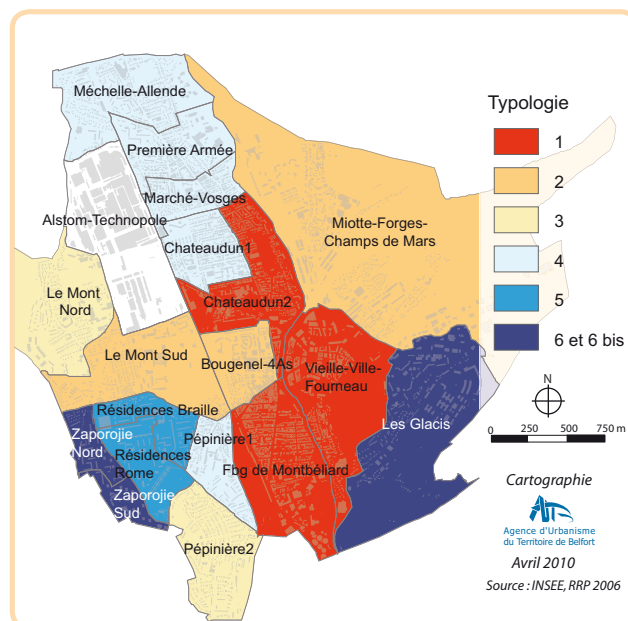 Méchelle-Allende
Première Armée
Marché-Vosges
Alstom-Technopole
Chateaudun1
Miotte-Forges-
Champs de Mars
Le Mont
Nord
Chateaudun2
Le Mont Sud
Bougenel-4As
Vieille-Ville-
Fourneau
Résidences Braille
Les Glacis
Zaporojie
Nord
Pépinière1
Résidences
Rome
Fbg de Montbéliard
Zaporojie
Sud
Pépinière2
Typologie
1
2
3
4
5
6 et 6 bis
N
0 250 500 750 m
Cartographie
Agence d'Urbanisme
du Territoire de Belfort
Avril 2010
Source : INSEE, RRP 2006